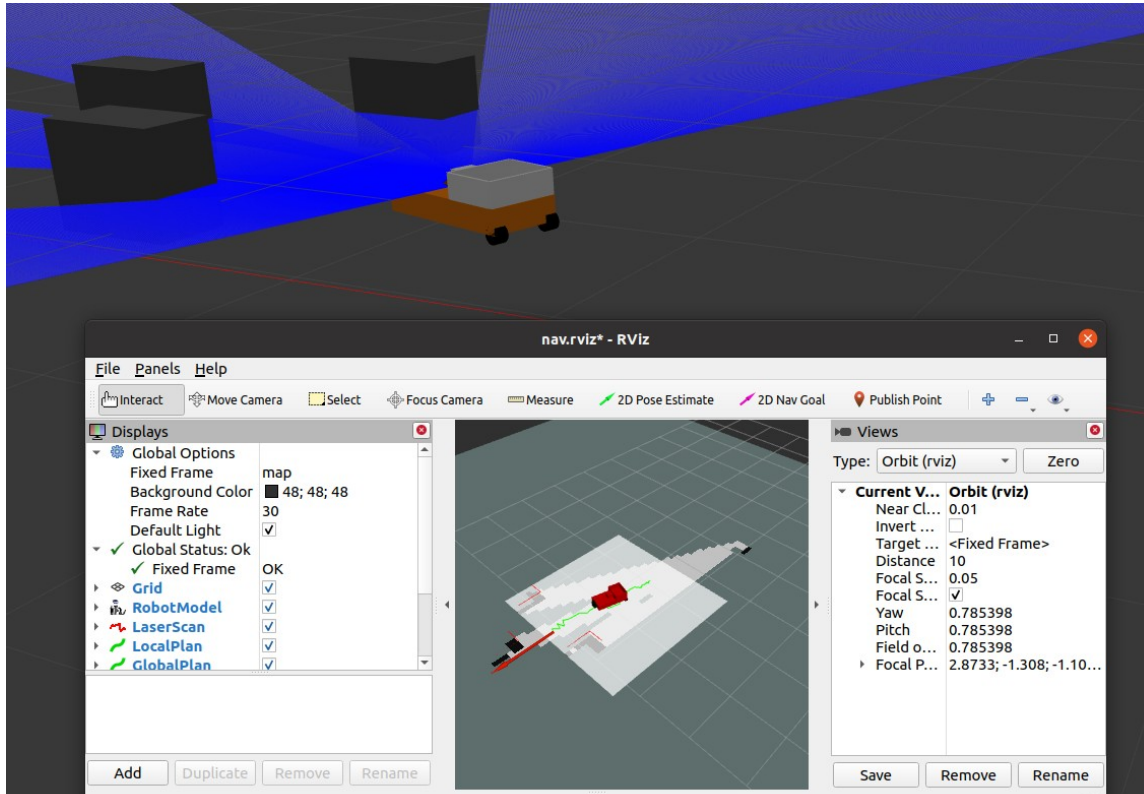 nav.rviz* - RViz
File Panels Help
Interact Move Camera Select Focus Camera Measure 2D Pose Estimate 2D Nav Goal Publish Point
Displays
Global Options
Fixed Frame map
Background Color 48; 48; 48
Frame Rate 30
Default Light
Global Status: Ok
Fixed Frame OK
Grid
RobotModel
LaserScan
LocalPlan
GlobalPlan
Add Duplicate Remove Rename
Views
Type: Orbit (rviz) Zero
Current V... Orbit (rviz)
Near Cl... 0.01
Invert ...
Target ... <Fixed Frame>
Distance 10
Focal S... 0.05
Focal S...
Yaw 0.785398
Pitch 0.785398
Field o... 0.785398
Focal P... 2.8733; -1.308; -1.10...
Save Remove Rename